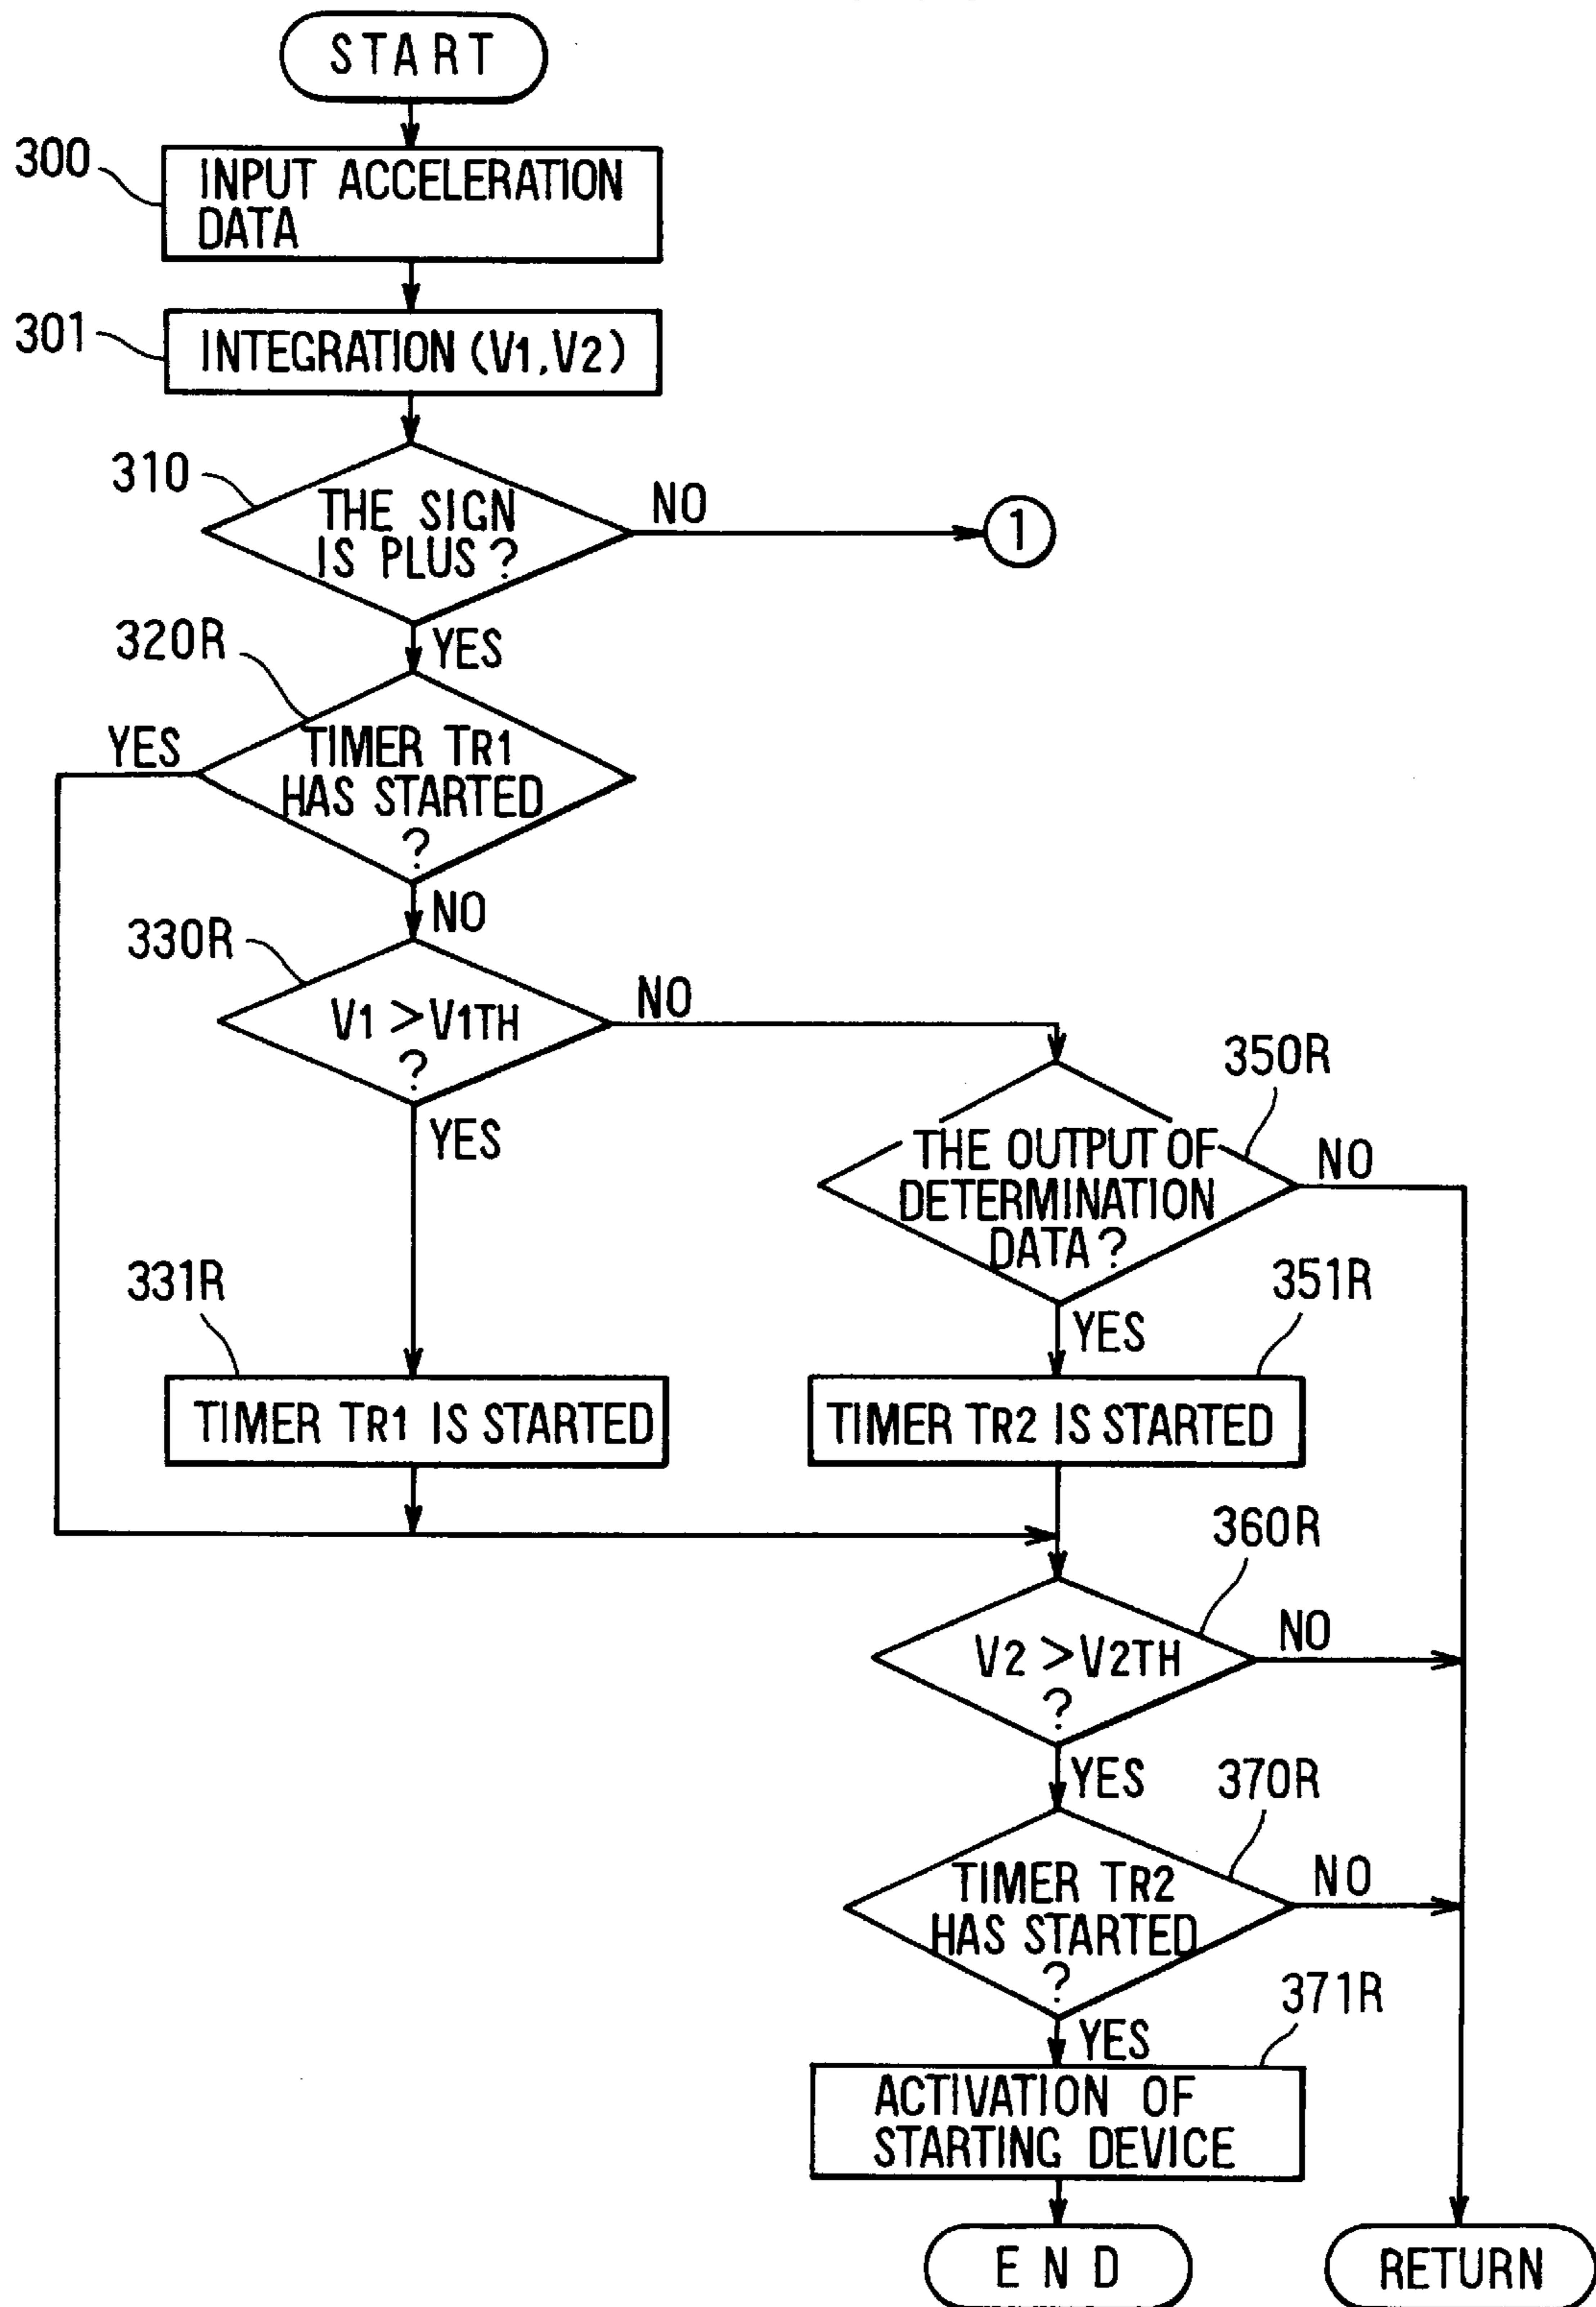 START
300
INPUT ACCELERATION
DATA
301
INTEGRATION (V1,V2)
310
THE SIGN
IS PLUS?
NO
1
YES
320R
TIMER TR1
HAS STARTED
?
YES
NO
330R
V1 > V1TH
?
NO
YES
350R
THE OUTPUT OF
DETERMINATION
DATA?
NO
YES
331R
TIMER TR1 IS STARTED
351R
TIMER TR2 IS STARTED
360R
V2 > V2TH
?
NO
YES
370R
TIMER TR2
HAS STARTED
?
NO
YES
371R
ACTIVATION OF
STARTING DEVICE
END
RETURN